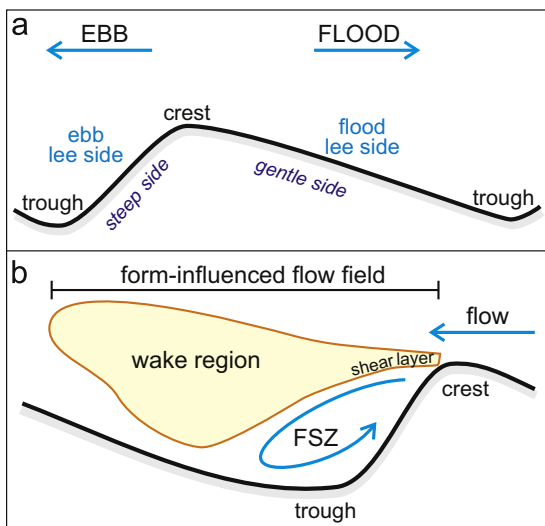 a
EBB
FLOOD
crest
ebb
lee side
flood
lee side
trough
steep side
gentle side
trough
b
form-influenced flow field
flow
wake region
shear layer
crest
FSZ
trough